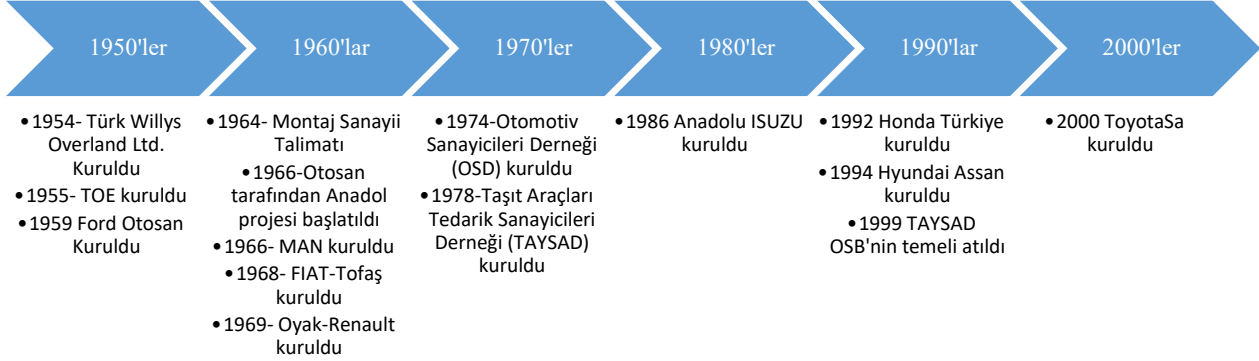 1950'ler
1960'lar
1970'ler
1980'ler
1990'lar
2000'ler
•1954- Türk Willys
Overland Ltd.
Kuruldu
•1955- TOE kuruldu
•1959 Ford Otosan
Kuruldu
•1964- Montaj Sanayii
Talimatı
•1966-Otosan
tarafından Anadol
projesi başlatıldı
•1966- MAN kuruldu
•1968- FIAT-Tofaş
kuruldu
•1969- Oyak-Renault
kuruldu
•1974-Otomotiv
Sanayicileri Derneği
(OSD) kuruldu
•1978-Taşıt Araçları
Tedarik Sanayicileri
Derneği (TAYSAD)
kuruldu
•1986 Anadolu ISUZU
kuruldu
•1992 Honda Türkiye
kuruldu
•1994 Hyundai Assan
kuruldu
•1999 TAYSAD
OSB'nin temeli atıldı
•2000 ToyotaSa
kuruldu